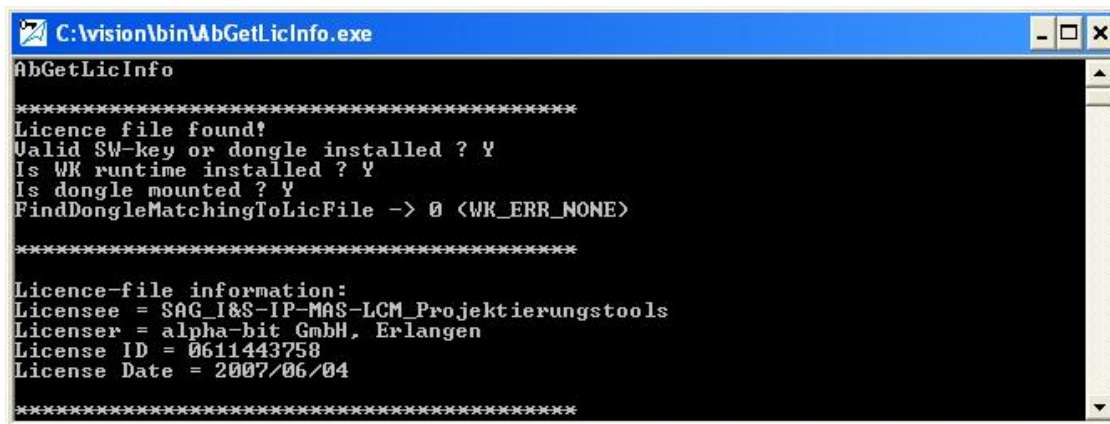 C:\vision\bin\AbGetLicInfo.exe
AbGetLicInfo
******************************************
Licence file found!
Valid SW-key or dongle installed ? Y
Is WK runtime installed ? Y
Is dongle mounted ? Y
FindDongleMatchingToLicFile -> 0 (WK_ERR_NONE)
******************************************
Licence-file information:
Licensee = SAG_I&S-IP-MAS-LCM_Projektierungstools
Licenser = alpha-bit GmbH, Erlangen
License ID = 0611443758
License Date = 2007/06/04
******************************************